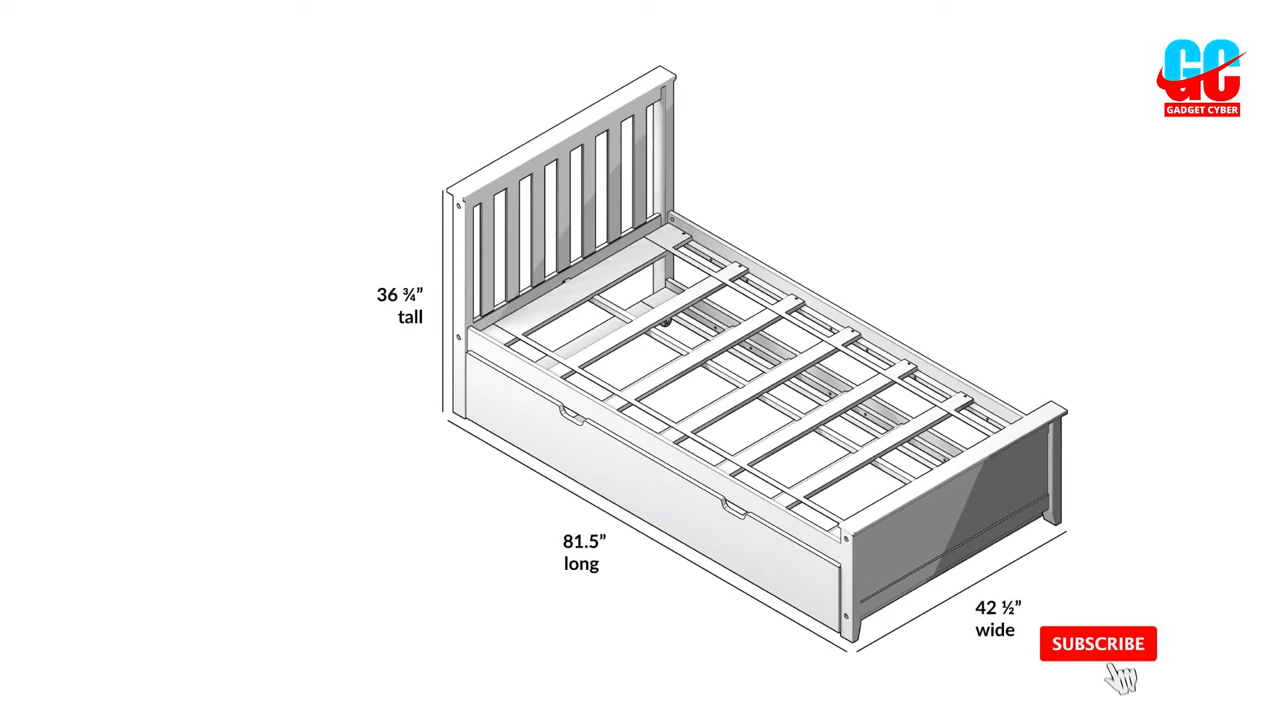 GC
GADGET CYBER
36 ¾”
tall
81.5”
long
42 ½”
wide
SUBSCRIBE